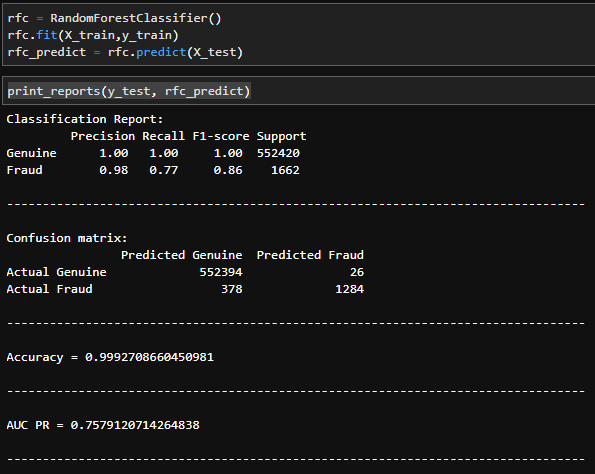 rfc = RandomForestClassifier()
rfc.fit(X_train,y_train)
rfc_predict = rfc.predict(X_test)
print_reports(y_test, rfc_predict)
Classification Report:
Precision Recall F1-score Support
Genuine 1.00 1.00 1.00 552420
Fraud 0.98 0.77 0.86 1662
--------------------------------------------------------------------------------
Confusion matrix:
Predicted Genuine Predicted Fraud
Actual Genuine 552394 26
Actual Fraud 378 1284
--------------------------------------------------------------------------------
Accuracy = 0.9992708660450981
--------------------------------------------------------------------------------
AUC PR = 0.7579120714264838
--------------------------------------------------------------------------------